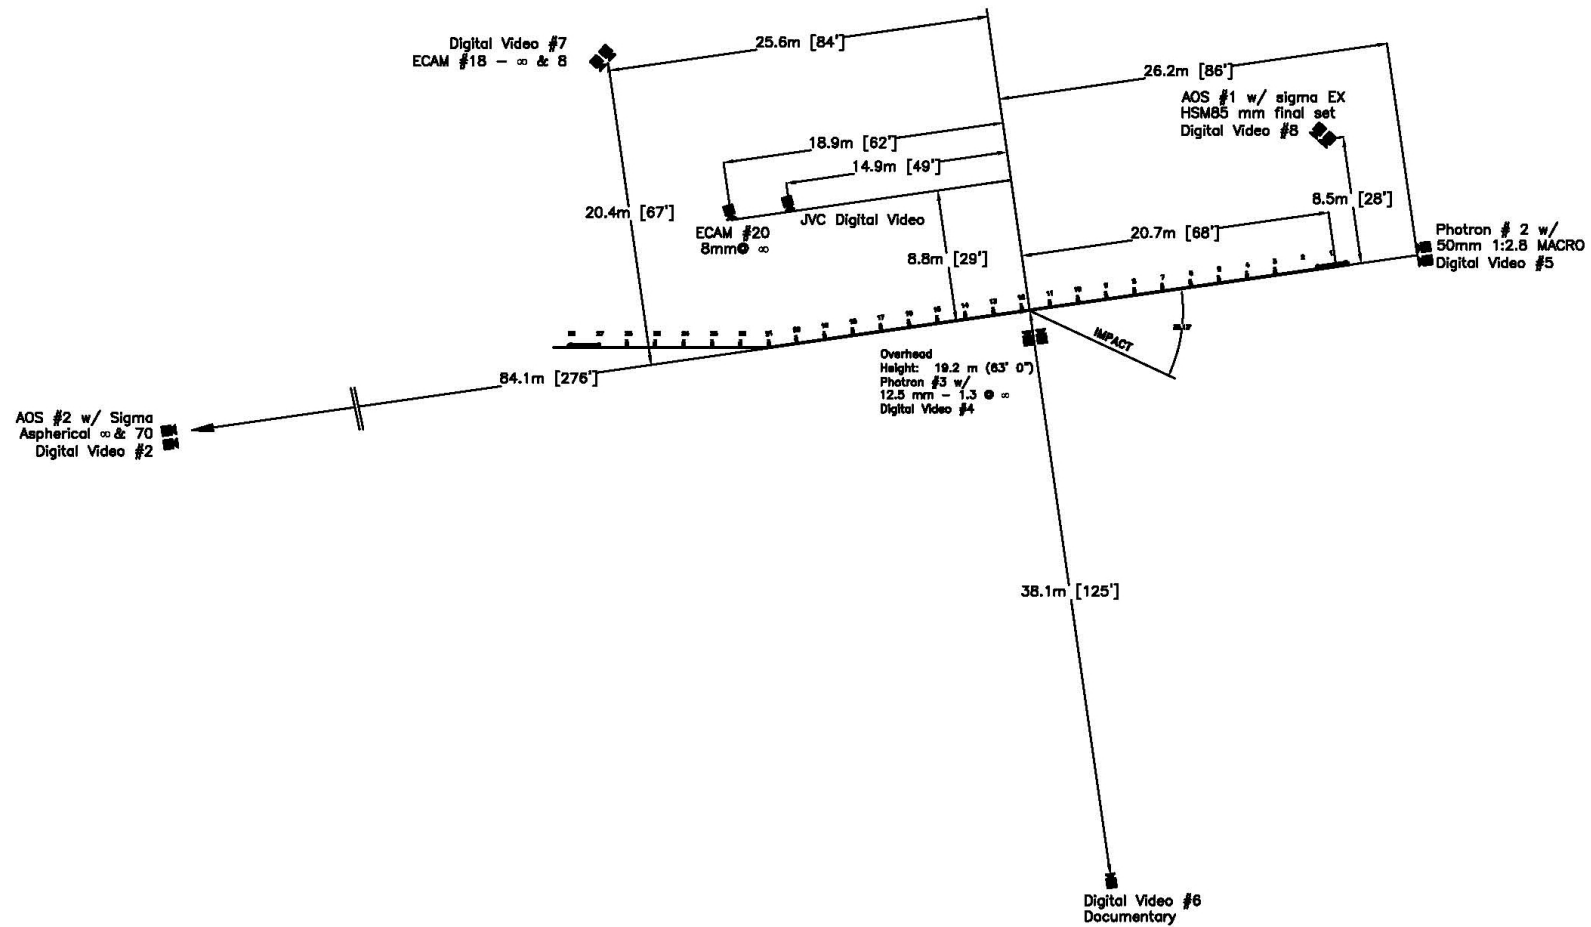 Digital Video #7
ECAM #18 – ∞ & 8
25.6m [84']
26.2m [86']
AOS #1 w/ sigma EX
HSM85 mm final set
Digital Video #8
18.9m [62']
14.9m [49']
20.4m [67']
JVC Digital Video
ECAM #20
8mm@ ∞
8.8m [29']
8.5m [28']
20.7m [68']
Photron # 2 w/
50mm 1:2.8 MACRO
Digital Video #5
IMPACT
Overhead
Height: 19.2 m (63' 0")
Photron #3 w/
12.5 mm – 1.3 @ ∞
Digital Video #4
84.1m [276']
AOS #2 w/ Sigma
Aspherical ∞ & 70
Digital Video #2
38.1m [125']
Digital Video #6
Documentary